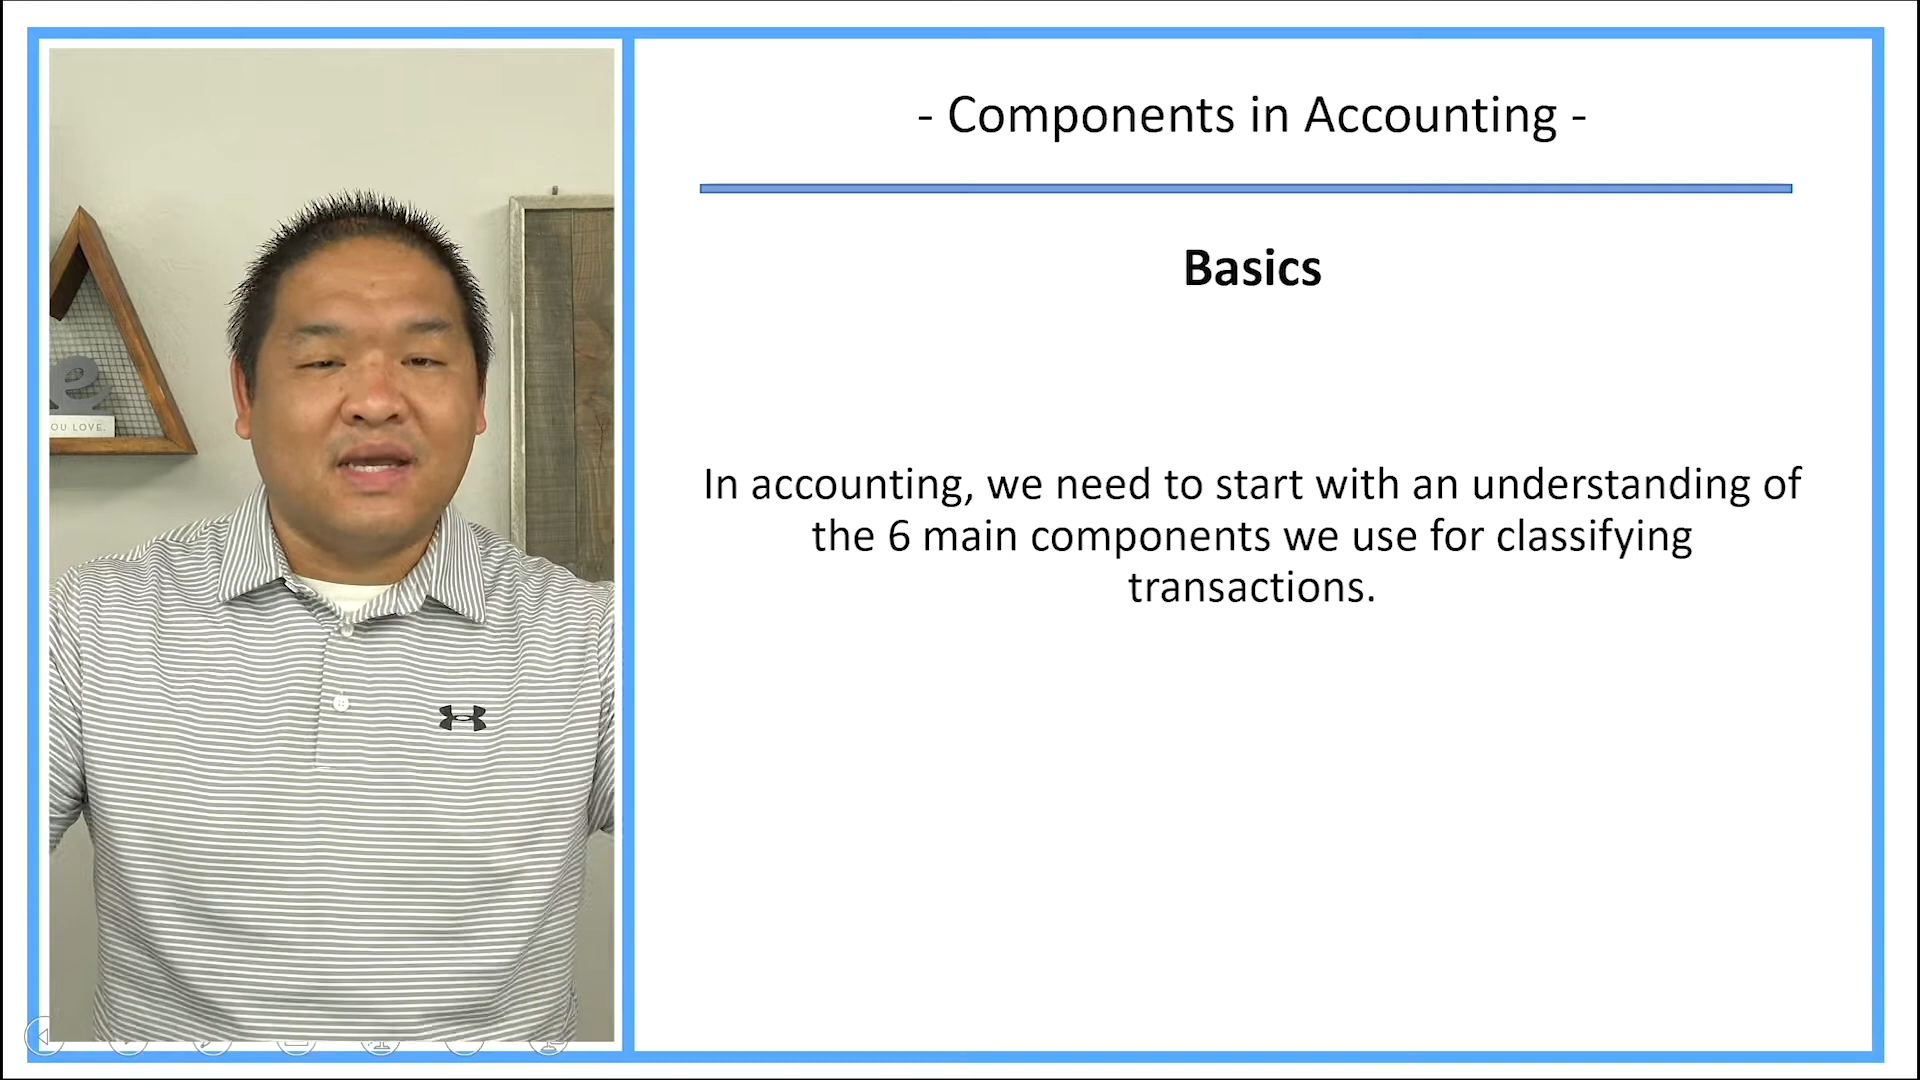 - Components in Accounting -
Basics
In accounting, we need to start with an understanding of
the 6 main components we use for classifying
transactions.
e
OU LOVE.